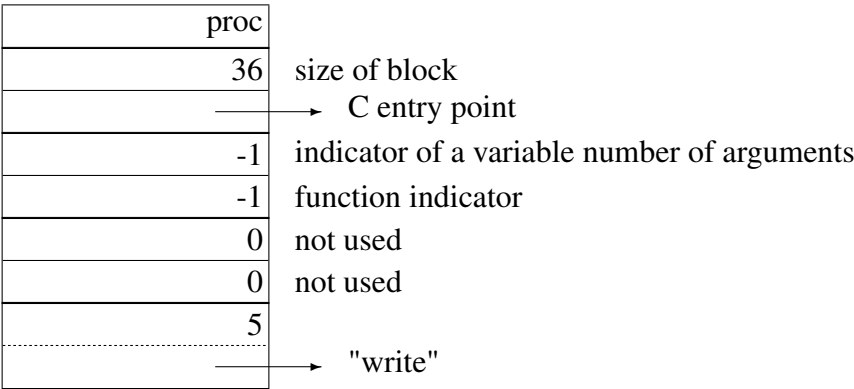 proc
36 size of block
C entry point
-1 indicator of a variable number of arguments
-1 function indicator
0 not used
0 not used
5
"write"